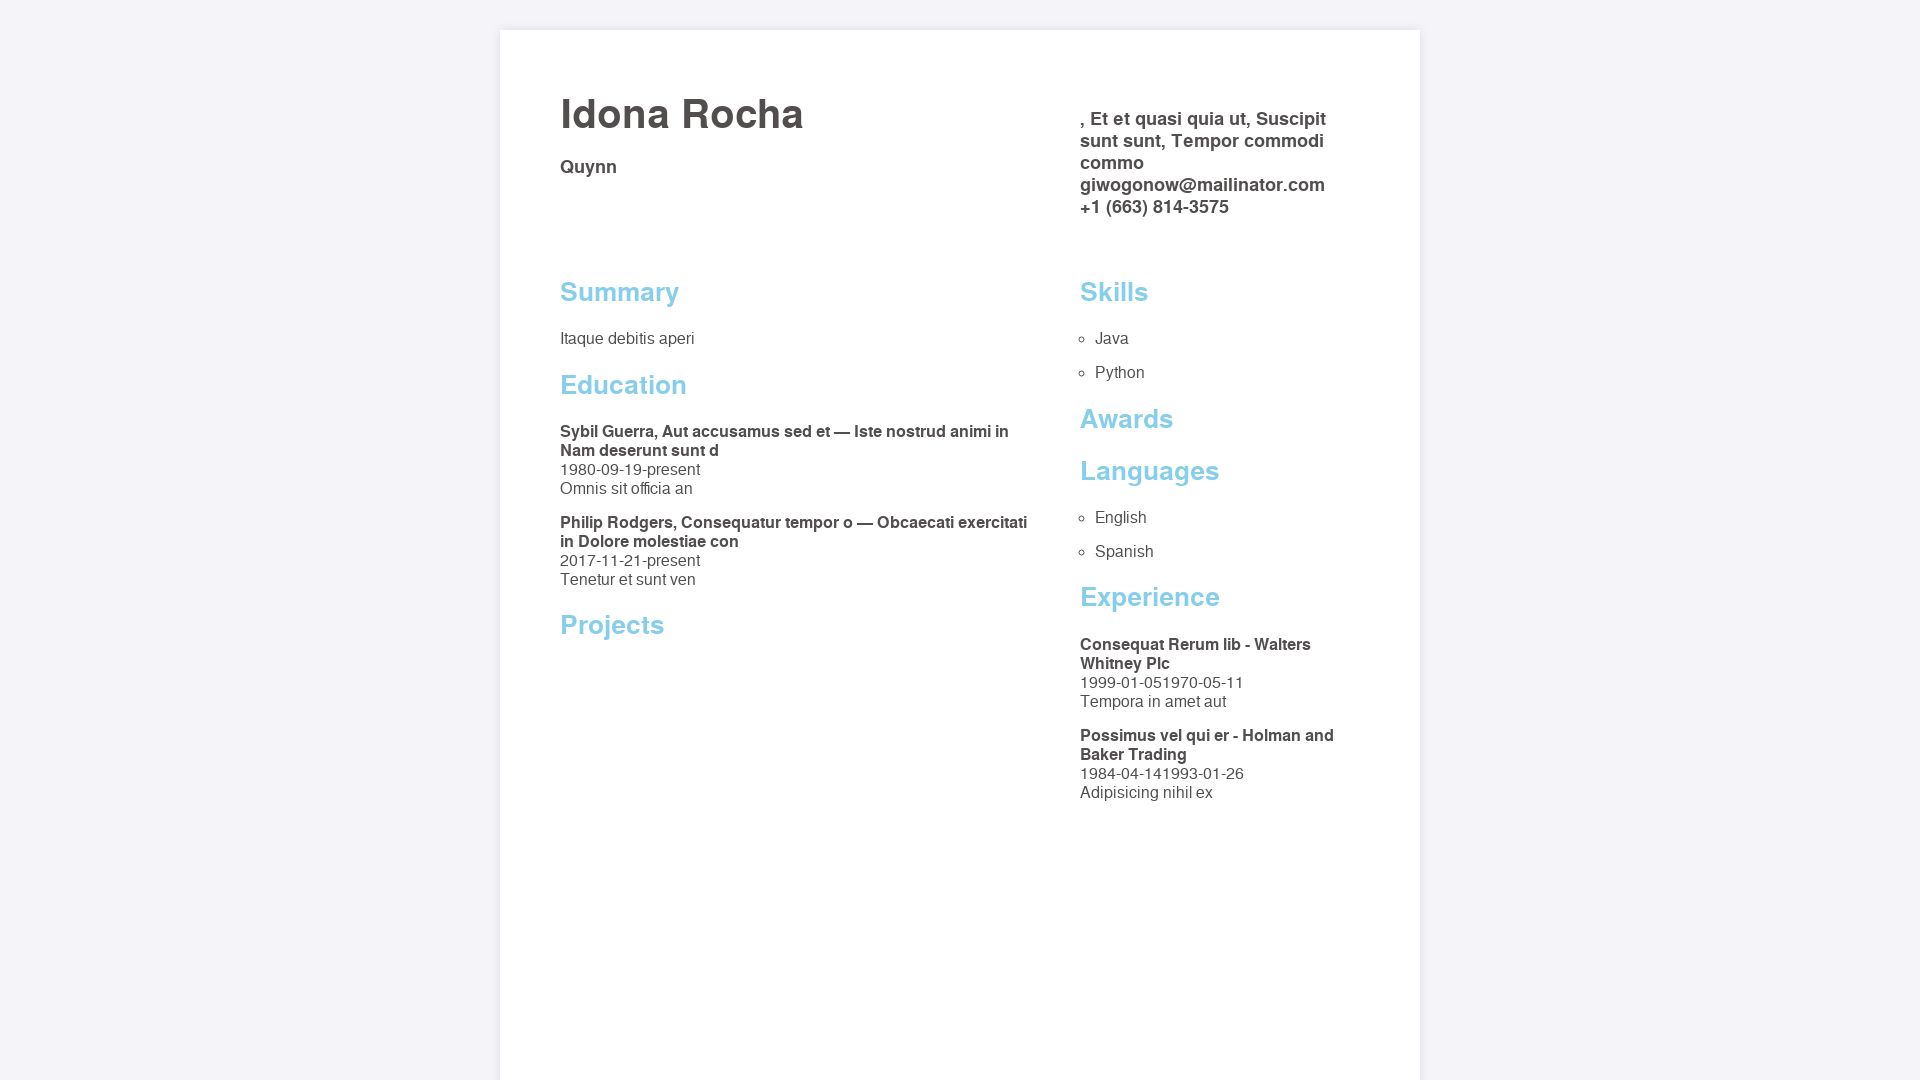 Idona Rocha
Quynn
, Et et quasi quia ut, Suscipit
sunt sunt, Tempor commodi
commo
giwogonow@mailinator.com
+1 (663) 814-3575
Summary
Itaque debitis aperi
Education
Sybil Guerra, Aut accusamus sed et — Iste nostrud animi in
Nam deserunt sunt d
1980-09-19-present
Omnis sit officia an
Philip Rodgers, Consequatur tempor o — Obcaecati exercitati
in Dolore molestiae con
2017-11-21-present
Tenetur et sunt ven
Projects
Skills
Java
Python
Awards
Languages
English
Spanish
Experience
Consequat Rerum lib - Walters
Whitney Plc
1999-01-051970-05-11
Tempora in amet aut
Possimus vel qui er - Holman and
Baker Trading
1984-04-141993-01-26
Adipisicing nihil ex